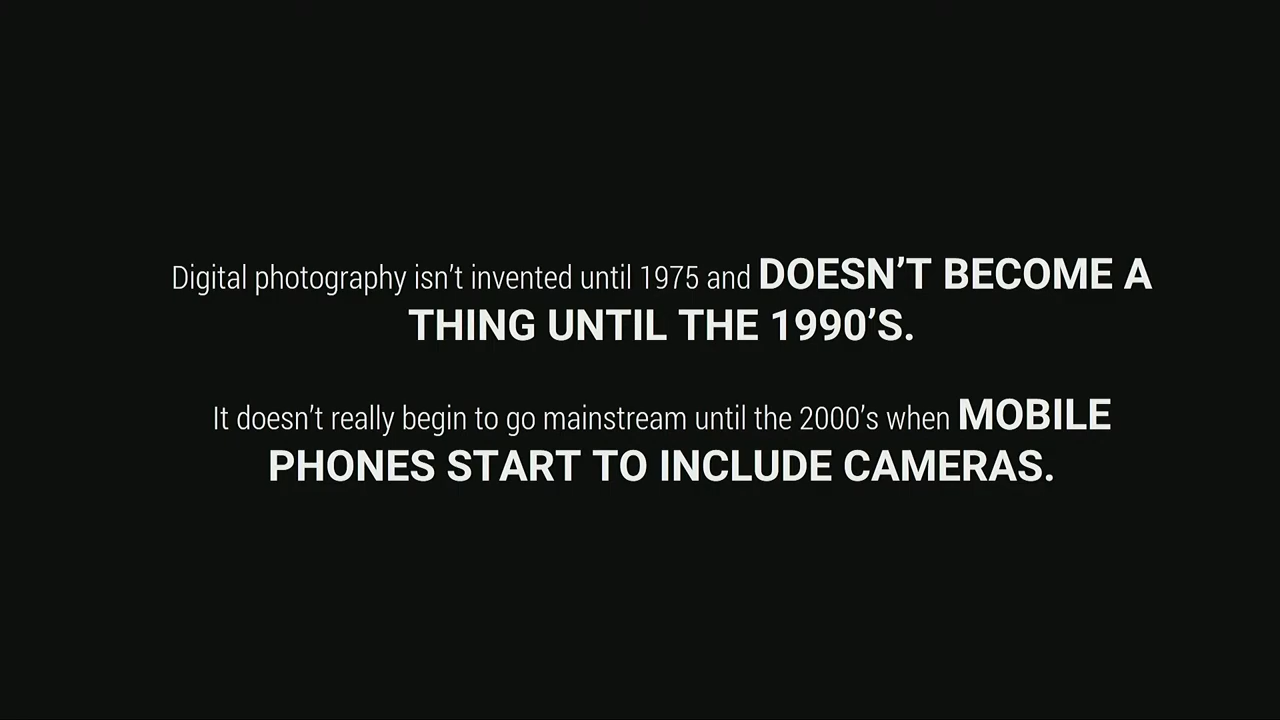 Digital photography isn’t invented until 1975 and DOESN’T BECOME A
THING UNTIL THE 1990’S.
It doesn’t really begin to go mainstream until the 2000’s when MOBILE
PHONES START TO INCLUDE CAMERAS.